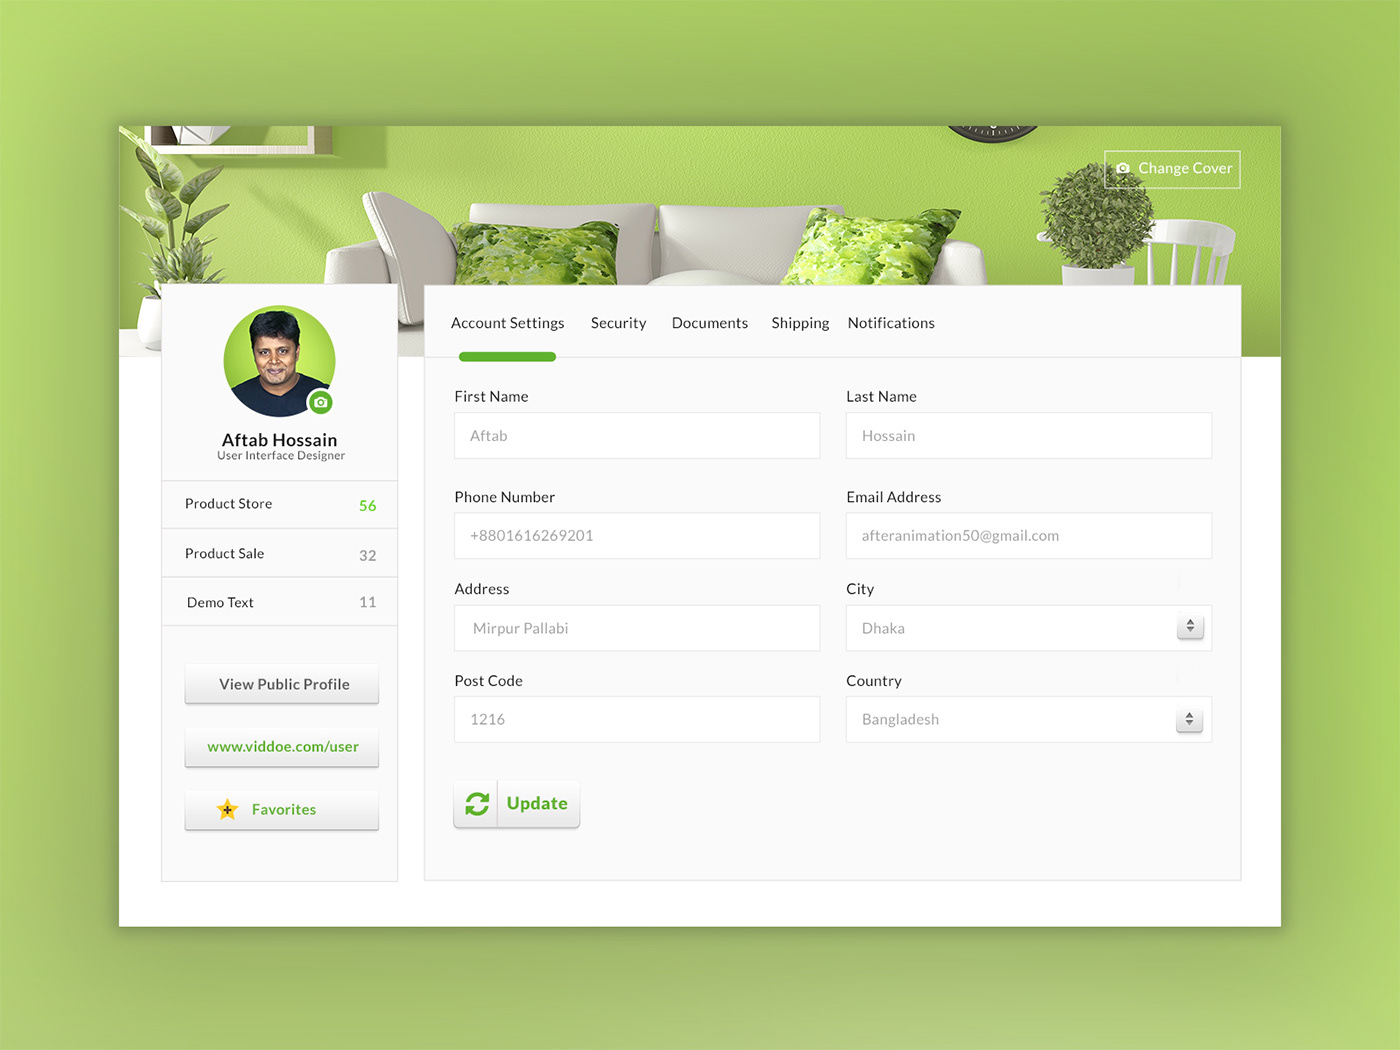 Change Cover
Account Settings Security Documents Shipping Notifications
Aftab Hossain
User Interface Designer
Product Store 56
Product Sale 32
Demo Text 11
View Public Profile
www.viddoe.com/user
Favorites
First Name Last Name
Aftab Hossain
Phone Number Email Address
+8801616269201 afteranimation50@gmail.com
Address City
Mirpur Pallabi Dhaka
Post Code Country
1216 Bangladesh
Update